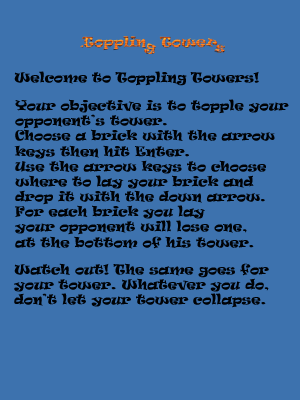 Toppling Towers
Welcome to Toppling Towers!
Your objective is to topple your
opponent's tower.
Choose a brick with the arrow
keys then hit Enter.
Use the arrow keys to choose
where to lay your brick and
drop it with the down arrow.
For each brick you lay
your opponent will lose one,
at the bottom of his tower.
Watch out! The same goes for
your tower. Whatever you do,
don't let your tower collapse.